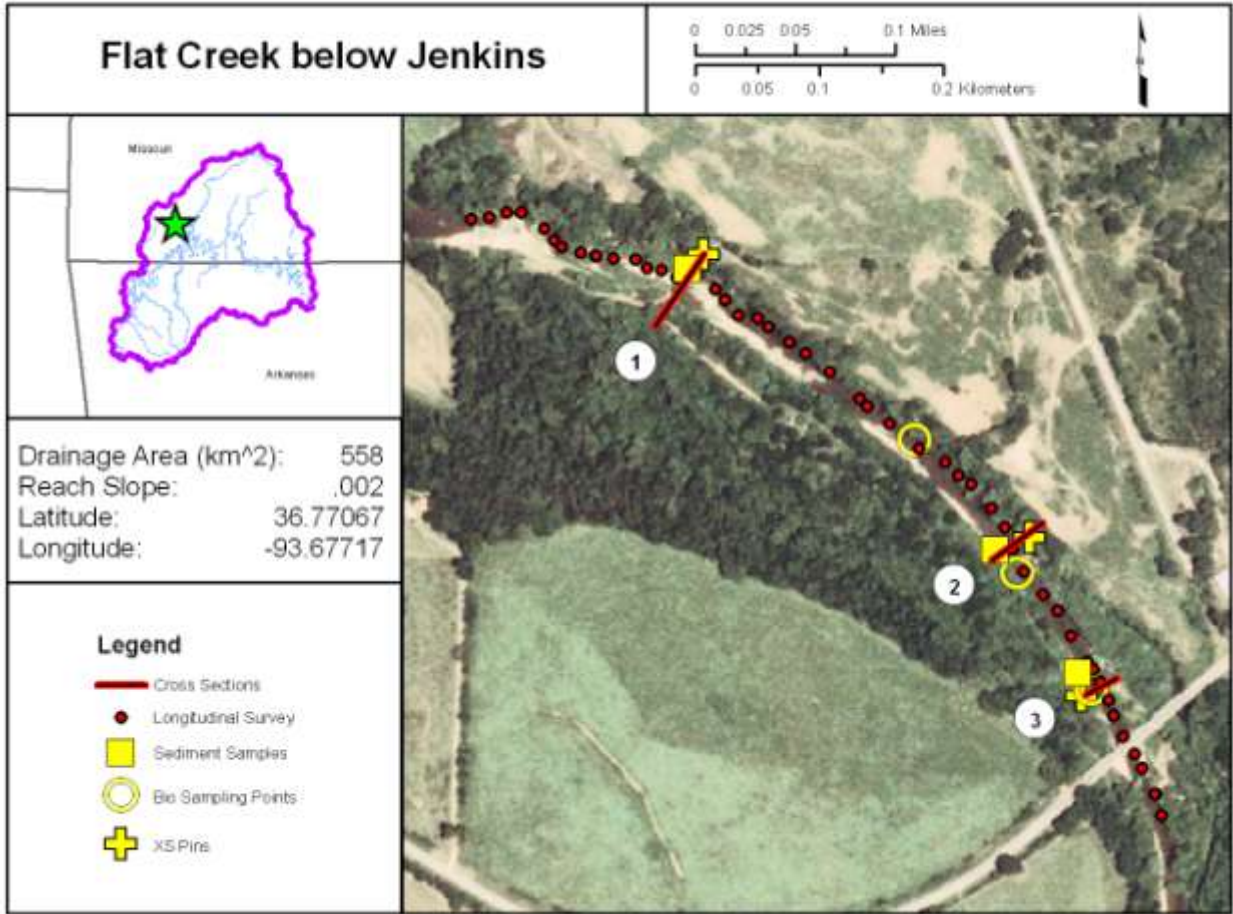 Flat Creek below Jenkins
0 0.025 0.05 0.1 Miles
0 0.05 0.1 0.2 Kilometers
N
Missouri
Arkansas
Drainage Area (km^2): 558
Reach Slope: .002
Latitude: 36.77067
Longitude: -93.67717
Legend
Cross Sections
Longitudinal Survey
Sediment Samples
Bio Sampling Points
XS Pins
1
2
3